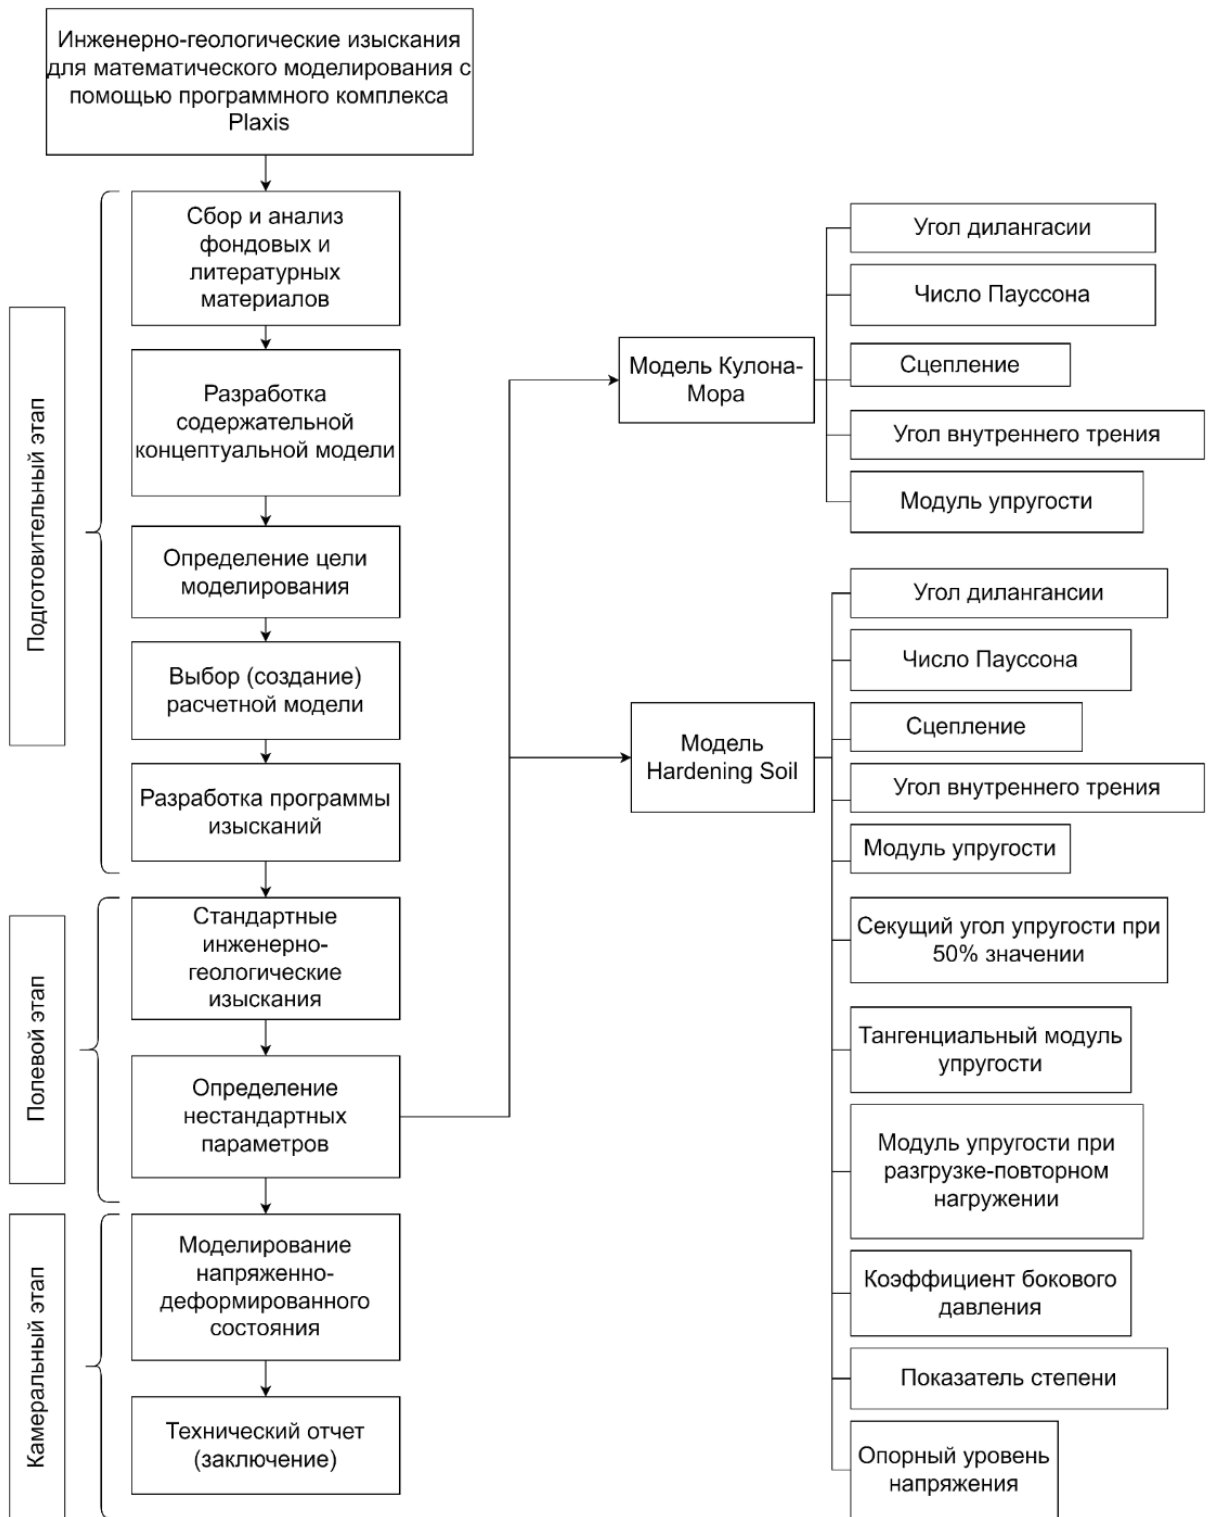 Инженерно-геологические изыскания
для математического моделирования с
помощью программного комплекса
Plaxis
Подготовительный этап
Сбор и анализ
фондовых и
литературных
материалов
Разработка
содержательной
концептуальной модели
Определение цели
моделирования
Выбор (создание)
расчетной модели
Разработка программы
изысканий
Полевой этап
Стандартные
инженерно-
геологические
изыскания
Определение
нестандартных
параметров
Камеральный этап
Моделирование
напряженно-
деформированного
состояния
Технический отчет
(заключение)
Модель Кулона-
Мора
Угол дилангасии
Число Пауссона
Сцепление
Угол внутреннего трения
Модуль упругости
Модель
Hardening Soil
Угол дилангансии
Число Пауссона
Сцепление
Угол внутреннего трения
Модуль упругости
Секущий угол упругости при
50% значении
Тангенциальный модуль
упругости
Модуль упругости при
разгрузке-повторном
нагружении
Коэффициент бокового
давления
Показатель степени
Опорный уровень
напряжения